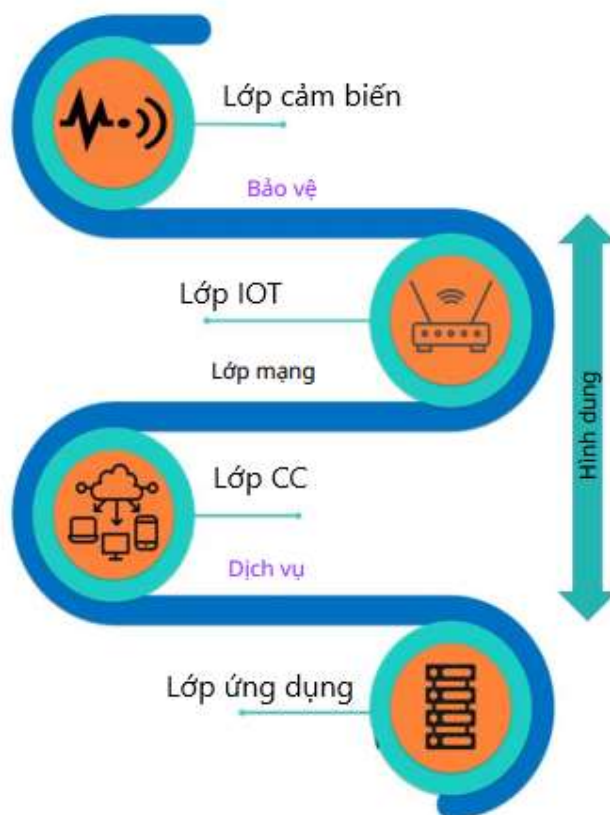 Lớp cảm biến
Bảo vệ
Lớp IOT
Lớp mạng
Hình dung
Lớp CC
Dịch vụ
Lớp ứng dụng